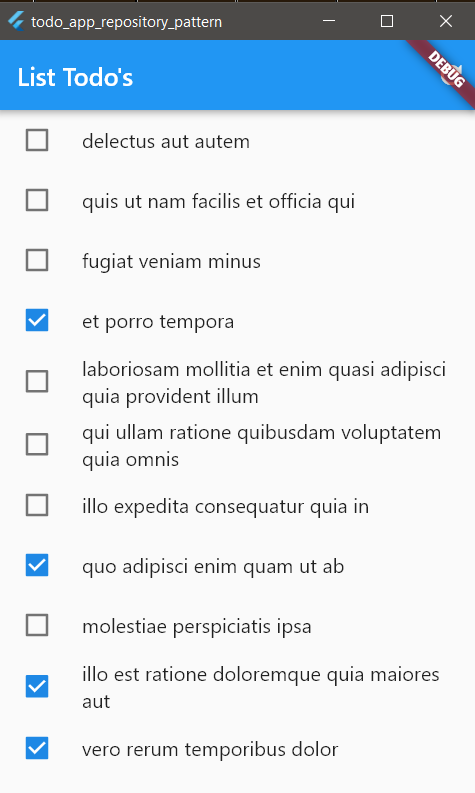 todo_app_repository_pattern
List Todo's
DEBUG
delectus aut autem
quis ut nam facilis et officia qui
fugiat veniam minus
et porro tempora
laboriosam mollitia et enim quasi adipisci
quia provident illum
qui ullam ratione quibusdam voluptatem
quia omnis
illo expedita consequatur quia in
quo adipisci enim quam ut ab
molestiae perspiciatis ipsa
illo est ratione doloremque quia maiores
aut
vero rerum temporibus dolor